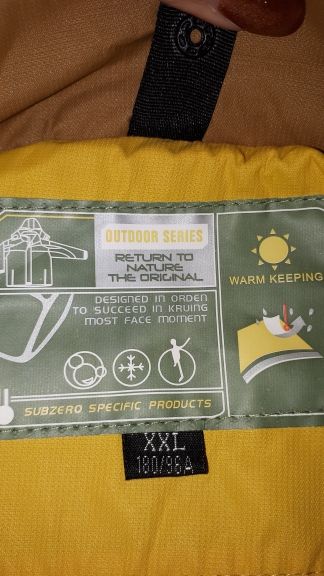 OUTDOOR SERIES
RETURN TO
NATURE
THE ORIGINAL
DESIGNED IN ORDEN
TO SUCCEED IN KRUING
MOST FACE MOMENT
SUBZERO SPECIFIC PRODUCTS
WARM KEEPING
XXL
180/96A